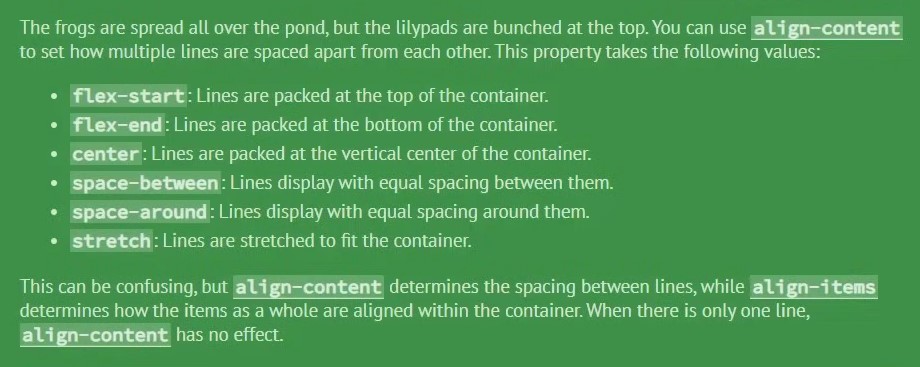 The frogs are spread all over the pond, but the lilypads are bunched at the top. You can use align-content
to set how multiple lines are spaced apart from each other. This property takes the following values:
• flex-start: Lines are packed at the top of the container.
• flex-end: Lines are packed at the bottom of the container.
• center: Lines are packed at the vertical center of the container.
• space-between: Lines display with equal spacing between them.
• space-around: Lines display with equal spacing around them.
• stretch: Lines are stretched to fit the container.
This can be confusing, but align-content determines the spacing between lines, while align-items
determines how the items as a whole are aligned within the container. When there is only one line,
align-content has no effect.